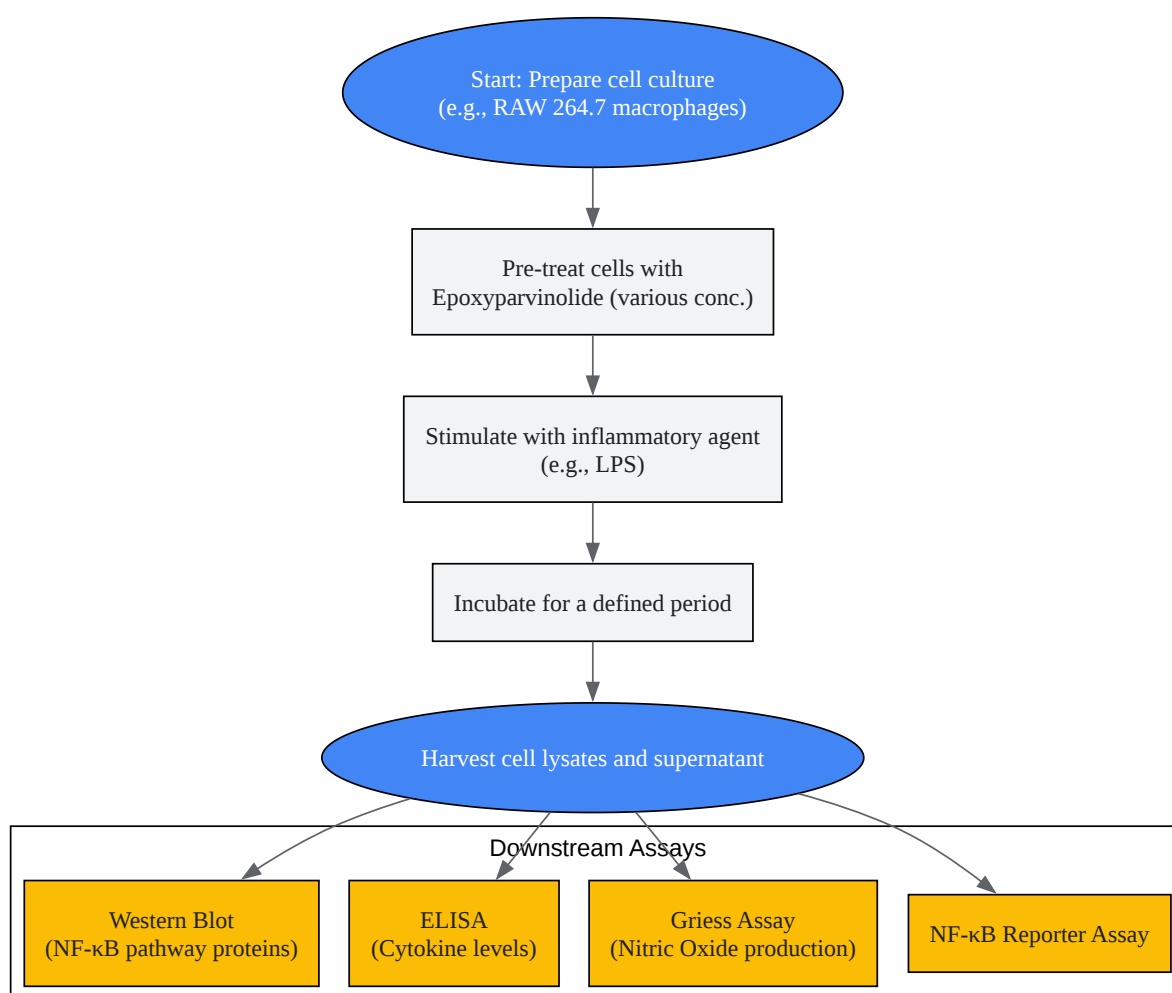 Start: Prepare cell culture
(e.g., RAW 264.7 macrophages)
Pre-treat cells with
Epoxyparvinolide (various conc.)
Stimulate with inflammatory agent
(e.g., LPS)
Incubate for a defined period
Harvest cell lysates and supernatant
Downstream Assays
Western Blot
(NF-κB pathway proteins)
ELISA
(Cytokine levels)
Griess Assay
(Nitric Oxide production)
NF-κB Reporter Assay